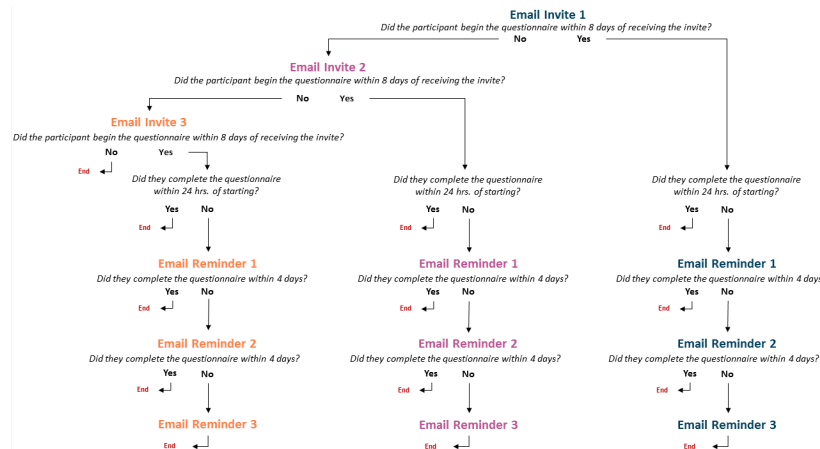 Email Invite 1
Did the participant begin the questionnaire within 8 days of receiving the invite?
No Yes
Email Invite 2
Did the participant begin the questionnaire within 8 days of receiving the invite?
No Yes
Email Invite 3
Did the participant begin the questionnaire within 8 days of receiving the invite?
No Yes
End
Did they complete the questionnaire
within 24 hrs. of starting?
Yes No
End
Email Reminder 1
Did they complete the questionnaire within 4 days?
Yes No
End
Email Reminder 2
Did they complete the questionnaire within 4 days?
Yes No
End
Email Reminder 3
End
Did they complete the questionnaire
within 24 hrs. of starting?
Yes No
End
Email Reminder 1
Did they complete the questionnaire within 4 days?
Yes No
End
Email Reminder 2
Did they complete the questionnaire within 4 days?
Yes No
End
Email Reminder 3
End
Did they complete the questionnaire
within 24 hrs. of starting?
Yes No
End
Email Reminder 1
Did they complete the questionnaire within 4 days
Yes No
End
Email Reminder 2
Did they complete the questionnaire within 4 days?
Yes No
End
Email Reminder 3
End